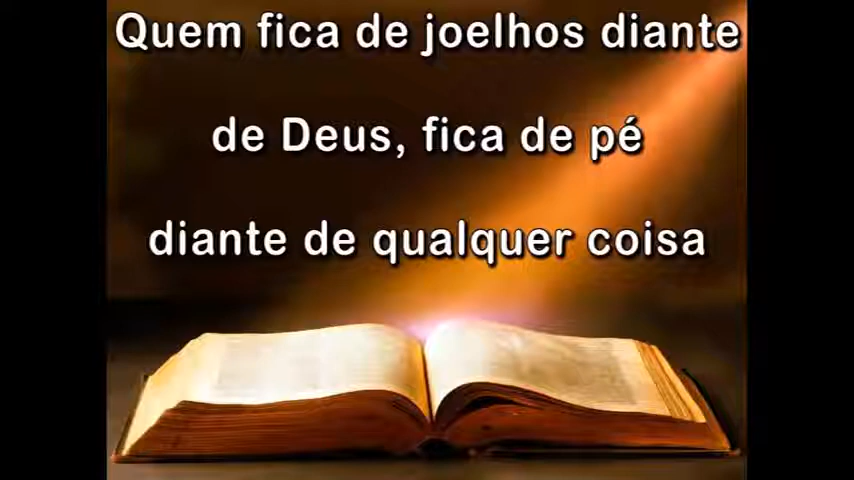 Quem fica de joelhos diante
de Deus, fica de pé
diante de qualquer coisa